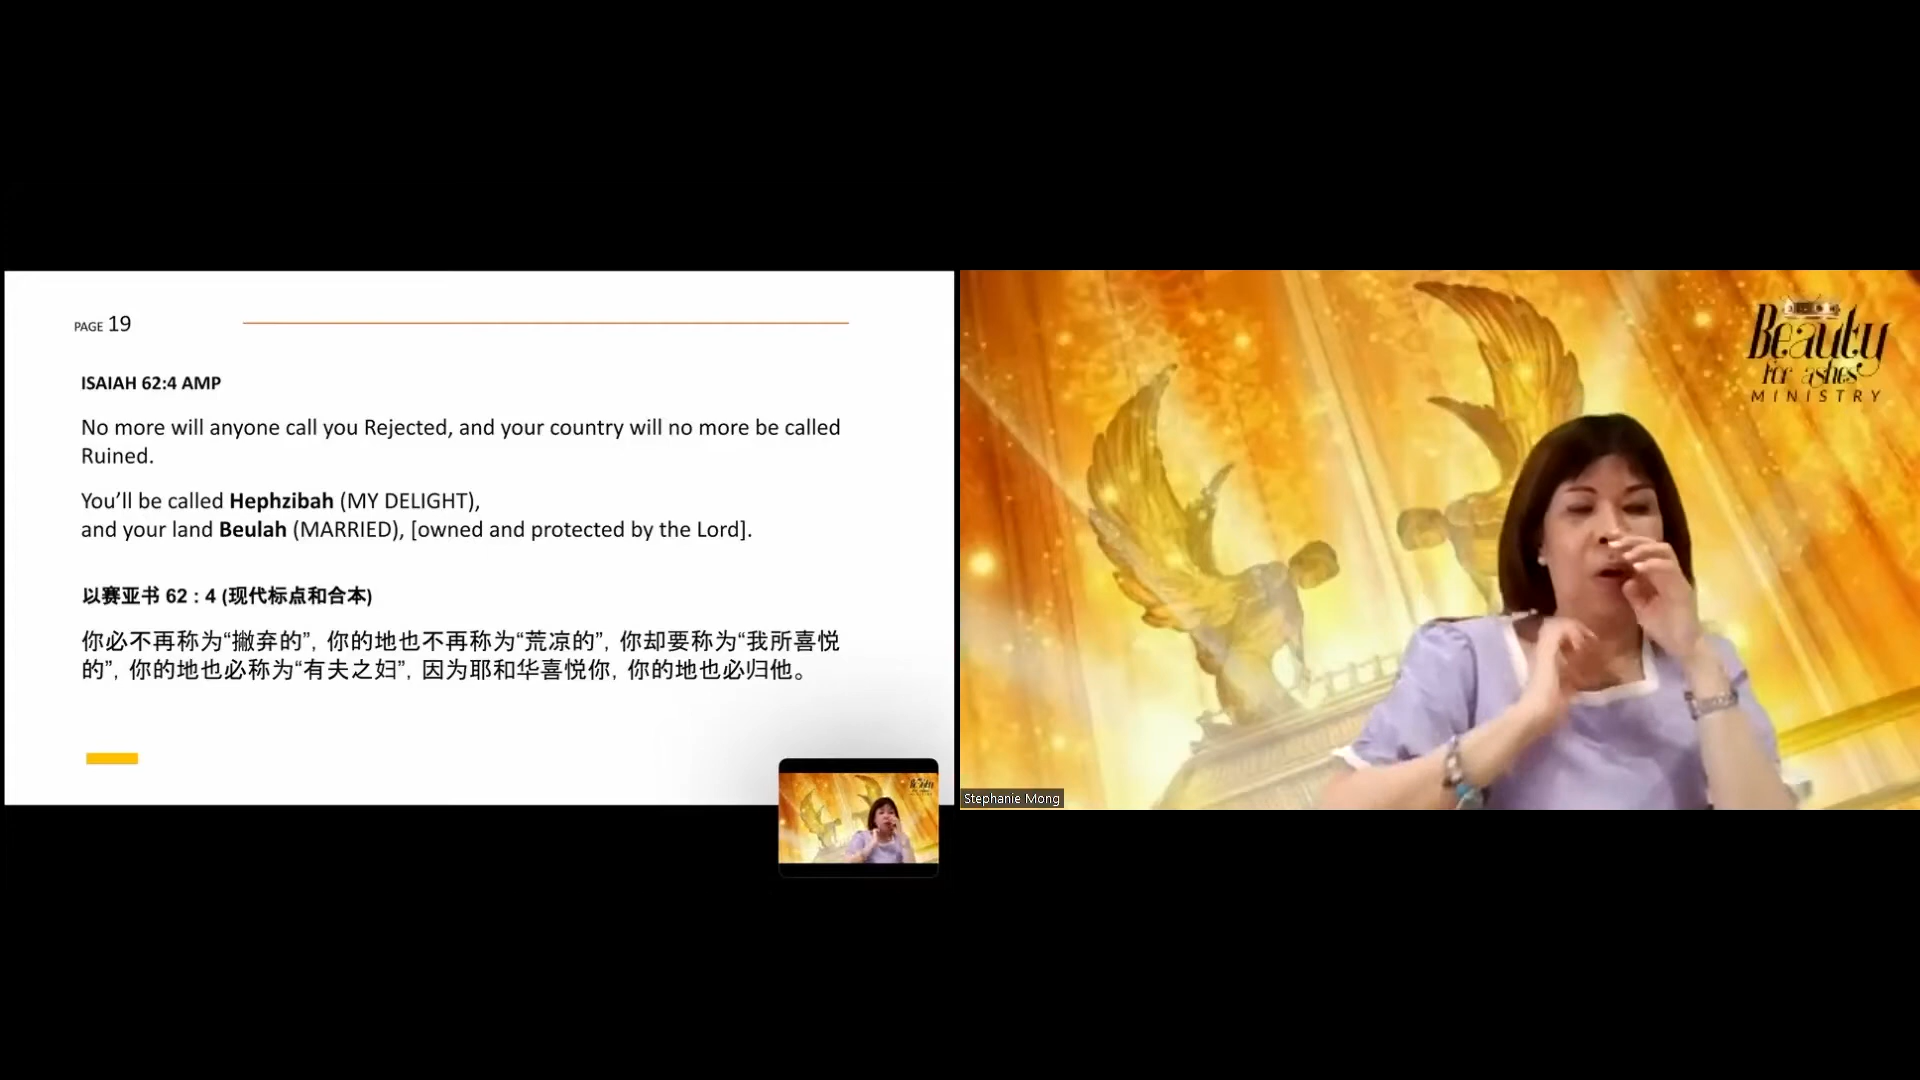 PAGE 19
ISAIAH 62:4 AMP
No more will anyone call you Rejected, and your country will no more be called
Ruined.
You’ll be called Hephzibah (MY DELIGHT),
and your land Beulah (MARRIED), [owned and protected by the Lord].
以赛亚书 62 : 4 (现代标点和合本)
你必不再称为“撇弃的”, 你的地也不再称为“荒凉的”, 你却要称为“我所喜悦
的”, 你的地也必称为“有夫之妇”, 因为耶和华喜悦你, 你的地也必归他。
Beauty
For ashes
MINISTRY
Stephanie Mong